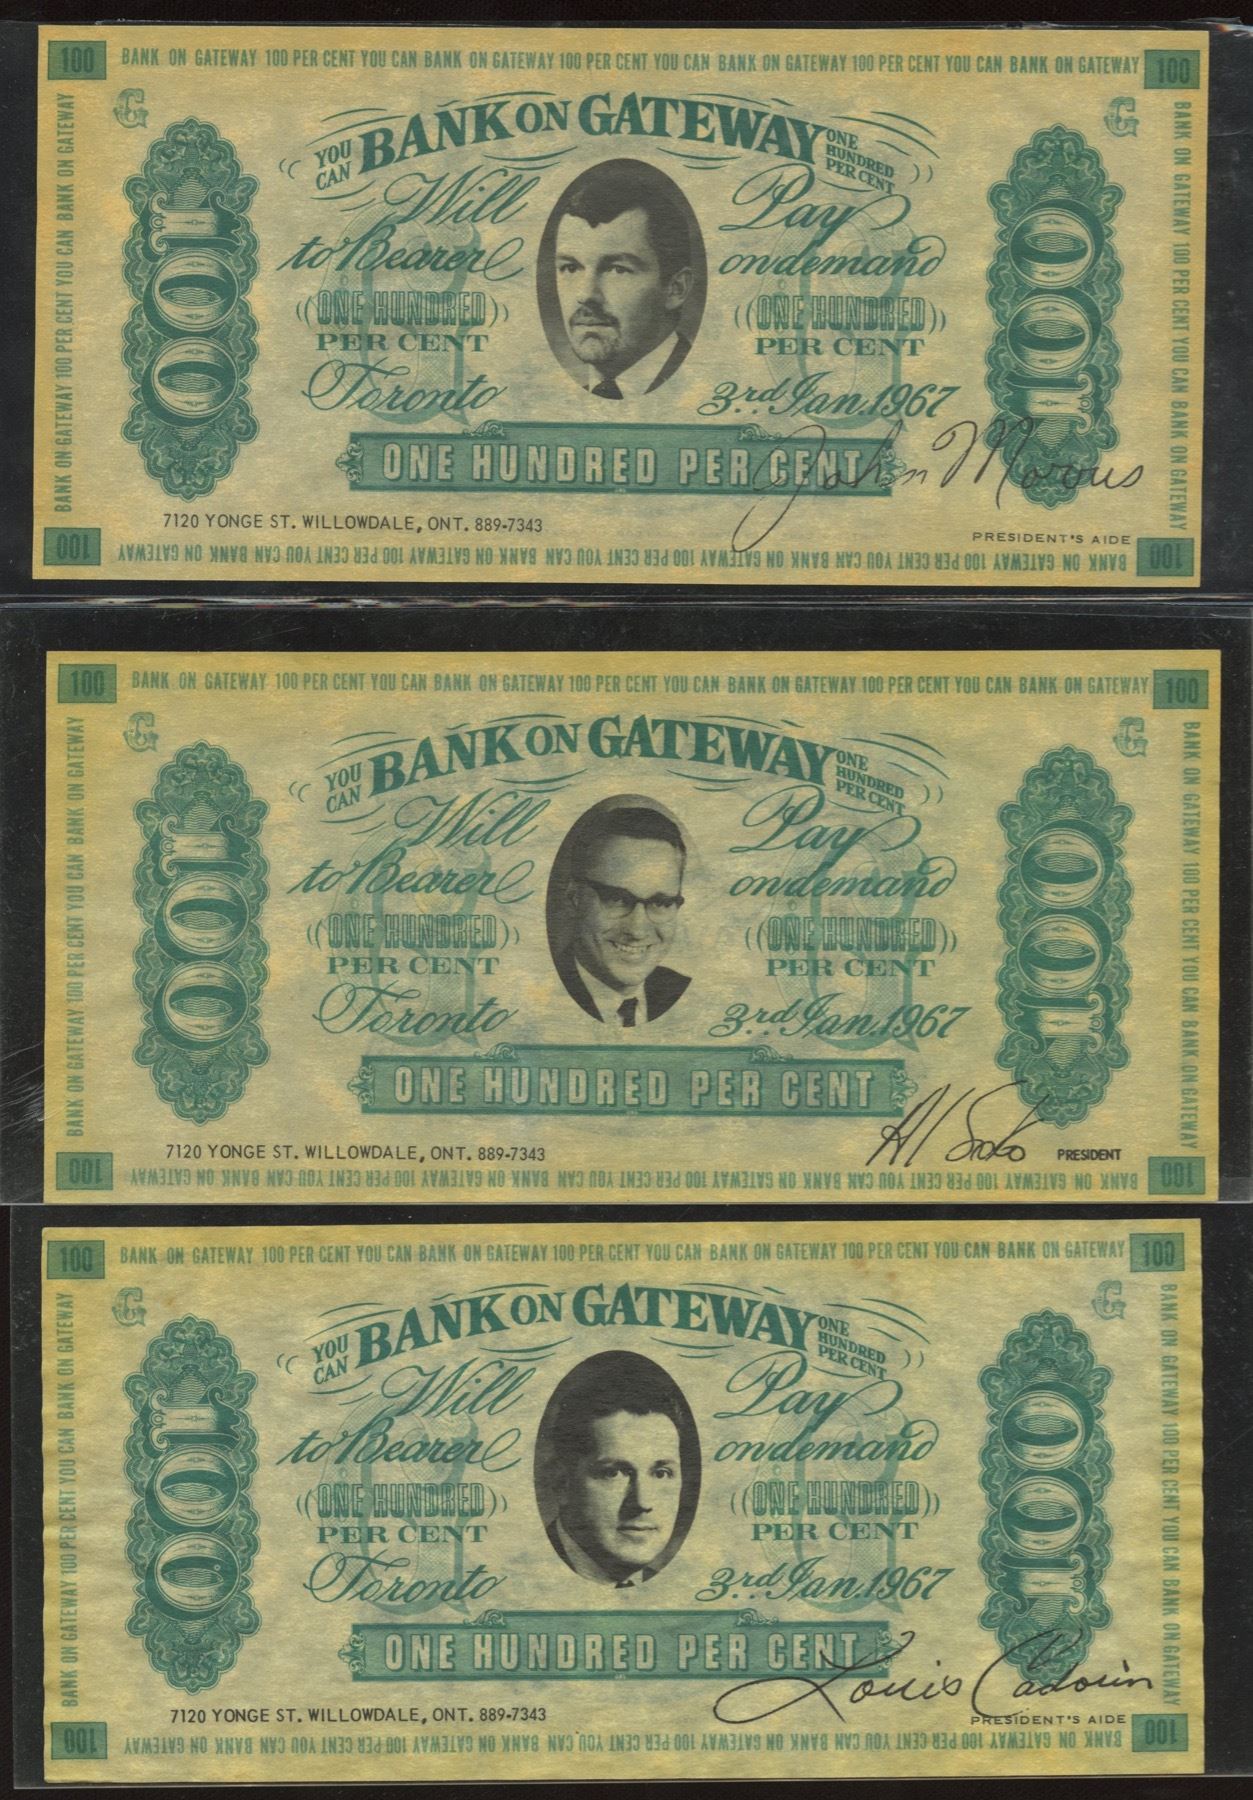 100 BANK ON GATEWAY 100 PER CENT YOU CAN BANK ON GATEWAY 100 PER CENT YOU CAN BANK ON GATEWAY 100 PER CENT YOU CAN BANK ON GATEWAY 100
BANK ON GATEWAY 100 PER CENT YOU CAN BANK ON GATEWAY
BANK ON GATEWAY 100 PER CENT YOU CAN BANK ON GATEWAY
G G
YOU CAN BANK ON GATEWAY ONE HUNDRED PER CENT
Will Pay
to Bearer on demand
100 100
ONE HUNDRED ONE HUNDRED
PER CENT PER CENT
Toronto 3rd Jan. 1967
ONE HUNDRED PER CENT
John Morous
7120 YONGE ST. WILLOWDALE, ONT. 889-7343
PRESIDENT'S AIDE
100 BANK ON GATEWAY 100 PER CENT YOU CAN BANK ON GATEWAY 100 PER CENT YOU CAN BANK ON GATEWAY 100 PER CENT YOU CAN BANK ON GATEWAY 100
100 BANK ON GATEWAY 100 PER CENT YOU CAN BANK ON GATEWAY 100 PER CENT YOU CAN BANK ON GATEWAY 100 PER CENT YOU CAN BANK ON GATEWAY 100
BANK ON GATEWAY 100 PER CENT YOU CAN BANK ON GATEWAY
BANK ON GATEWAY 100 PER CENT YOU CAN BANK ON GATEWAY
G G
YOU CAN BANK ON GATEWAY ONE HUNDRED PER CENT
Will Pay
to Bearer on demand
100 100
ONE HUNDRED ONE HUNDRED
PER CENT PER CENT
Toronto 3rd Jan. 1967
ONE HUNDRED PER CENT
7120 YONGE ST. WILLOWDALE, ONT. 889-7343
Al PRESIDENT
100 BANK ON GATEWAY 100 PER CENT YOU CAN BANK ON GATEWAY 100 PER CENT YOU CAN BANK ON GATEWAY 100 PER CENT YOU CAN BANK ON GATEWAY 100
100 BANK ON GATEWAY 100 PER CENT YOU CAN BANK ON GATEWAY 100 PER CENT YOU CAN BANK ON GATEWAY 100 PER CENT YOU CAN BANK ON GATEWAY 100
BANK ON GATEWAY 100 PER CENT YOU CAN BANK ON GATEWAY
BANK ON GATEWAY 100 PER CENT YOU CAN BANK ON GATEWAY
G G
YOU CAN BANK ON GATEWAY ONE HUNDRED PER CENT
Will Pay
to Bearer on demand
100 100
ONE HUNDRED ONE HUNDRED
PER CENT PER CENT
Toronto 3rd Jan. 1967
ONE HUNDRED PER CENT
Louis Cadorin
7120 YONGE ST. WILLOWDALE, ONT. 889-7343
PRESIDENT'S AIDE
100 BANK ON GATEWAY 100 PER CENT YOU CAN BANK ON GATEWAY 100 PER CENT YOU CAN BANK ON GATEWAY 100 PER CENT YOU CAN BANK ON GATEWAY 100